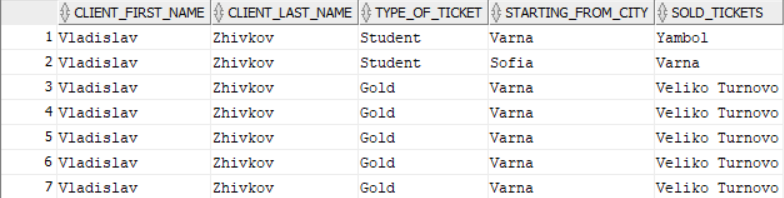 CLIENT_FIRST_NAME CLIENT_LAST_NAME TYPE_OF_TICKET STARTING_FROM_CITY SOLD_TICKETS
1 Vladislav Zhivkov Student Varna Yambol
2 Vladislav Zhivkov Student Sofia Varna
3 Vladislav Zhivkov Gold Varna Veliko Turnovo
4 Vladislav Zhivkov Gold Varna Veliko Turnovo
5 Vladislav Zhivkov Gold Varna Veliko Turnovo
6 Vladislav Zhivkov Gold Varna Veliko Turnovo
7 Vladislav Zhivkov Gold Varna Veliko Turnovo